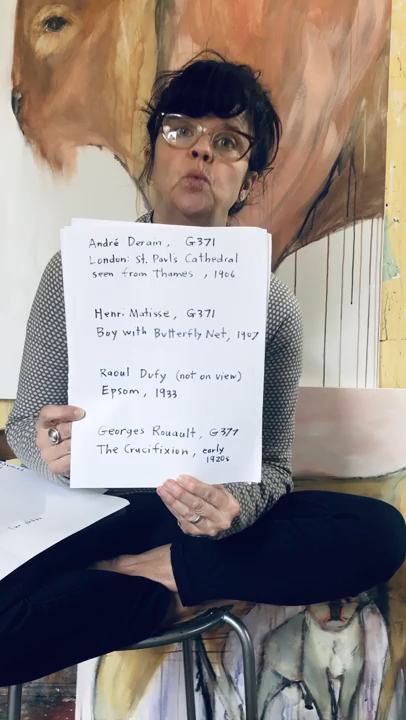 André Derain, G371
London: St. Paul's Cathedral
seen from Thames, 1906
Henri Matisse, G371
Boy with Butterfly Net, 1907
Raoul Dufy (not on view)
Epsom, 1933
Georges Rouault, G371
The Crucifixion, early
1920s